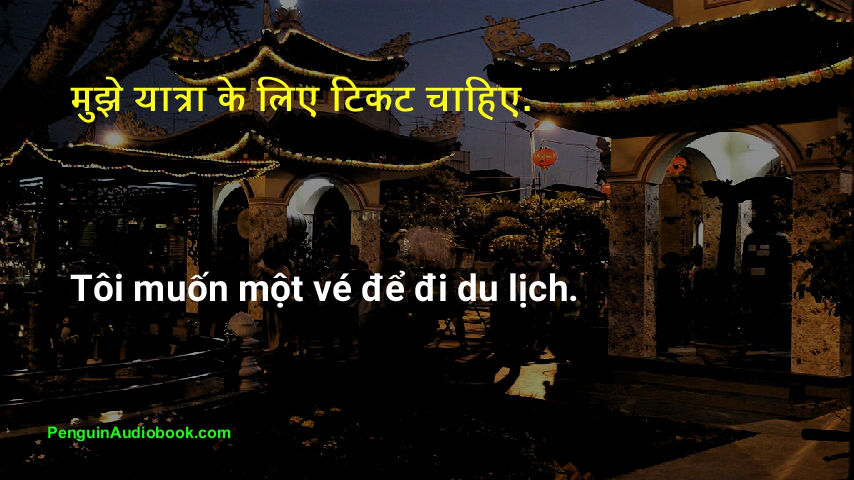 मुझे यात्रा के लिए टिकट चाहिए.
Tôi muốn một vé để đi du lịch.
PenguinAudiobook.com